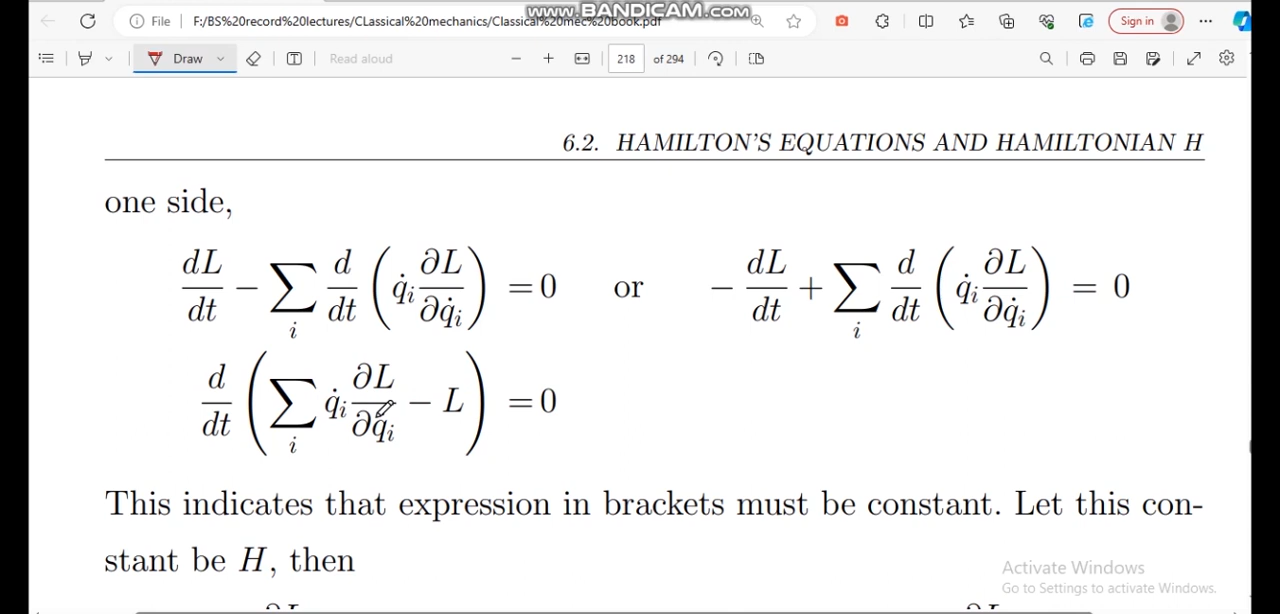 www.BANDICAM.com
File F:/BS%20record%20lectures/CLassical%20mechanics/Classical%20mec%20book.pdf Sign in
Draw Read aloud 218 of 294
6.2. HAMILTON'S EQUATIONS AND HAMILTONIAN H
one side,
dL/dt − ∑_i d/dt (q̇_i ∂L/∂q̇_i) = 0 or − dL/dt + ∑_i d/dt (q̇_i ∂L/∂q̇_i) = 0
d/dt (∑_i q̇_i ∂L/∂q̇_i − L) = 0
This indicates that expression in brackets must be constant. Let this con-
stant be H, then
Activate Windows
Go to Settings to activate Windows.